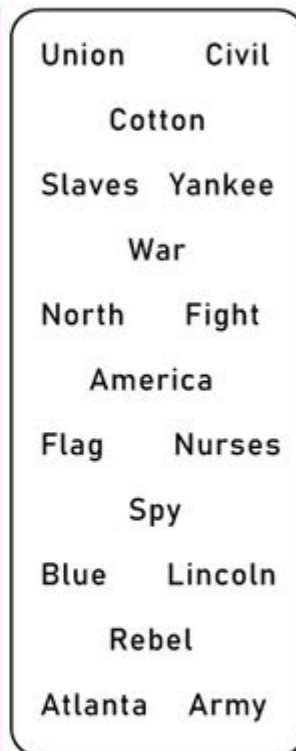 Union Civil
Cotton
Slaves Yankee
War
North Fight
America
Flag Nurses
Spy
Blue Lincoln
Rebel
Atlanta Army